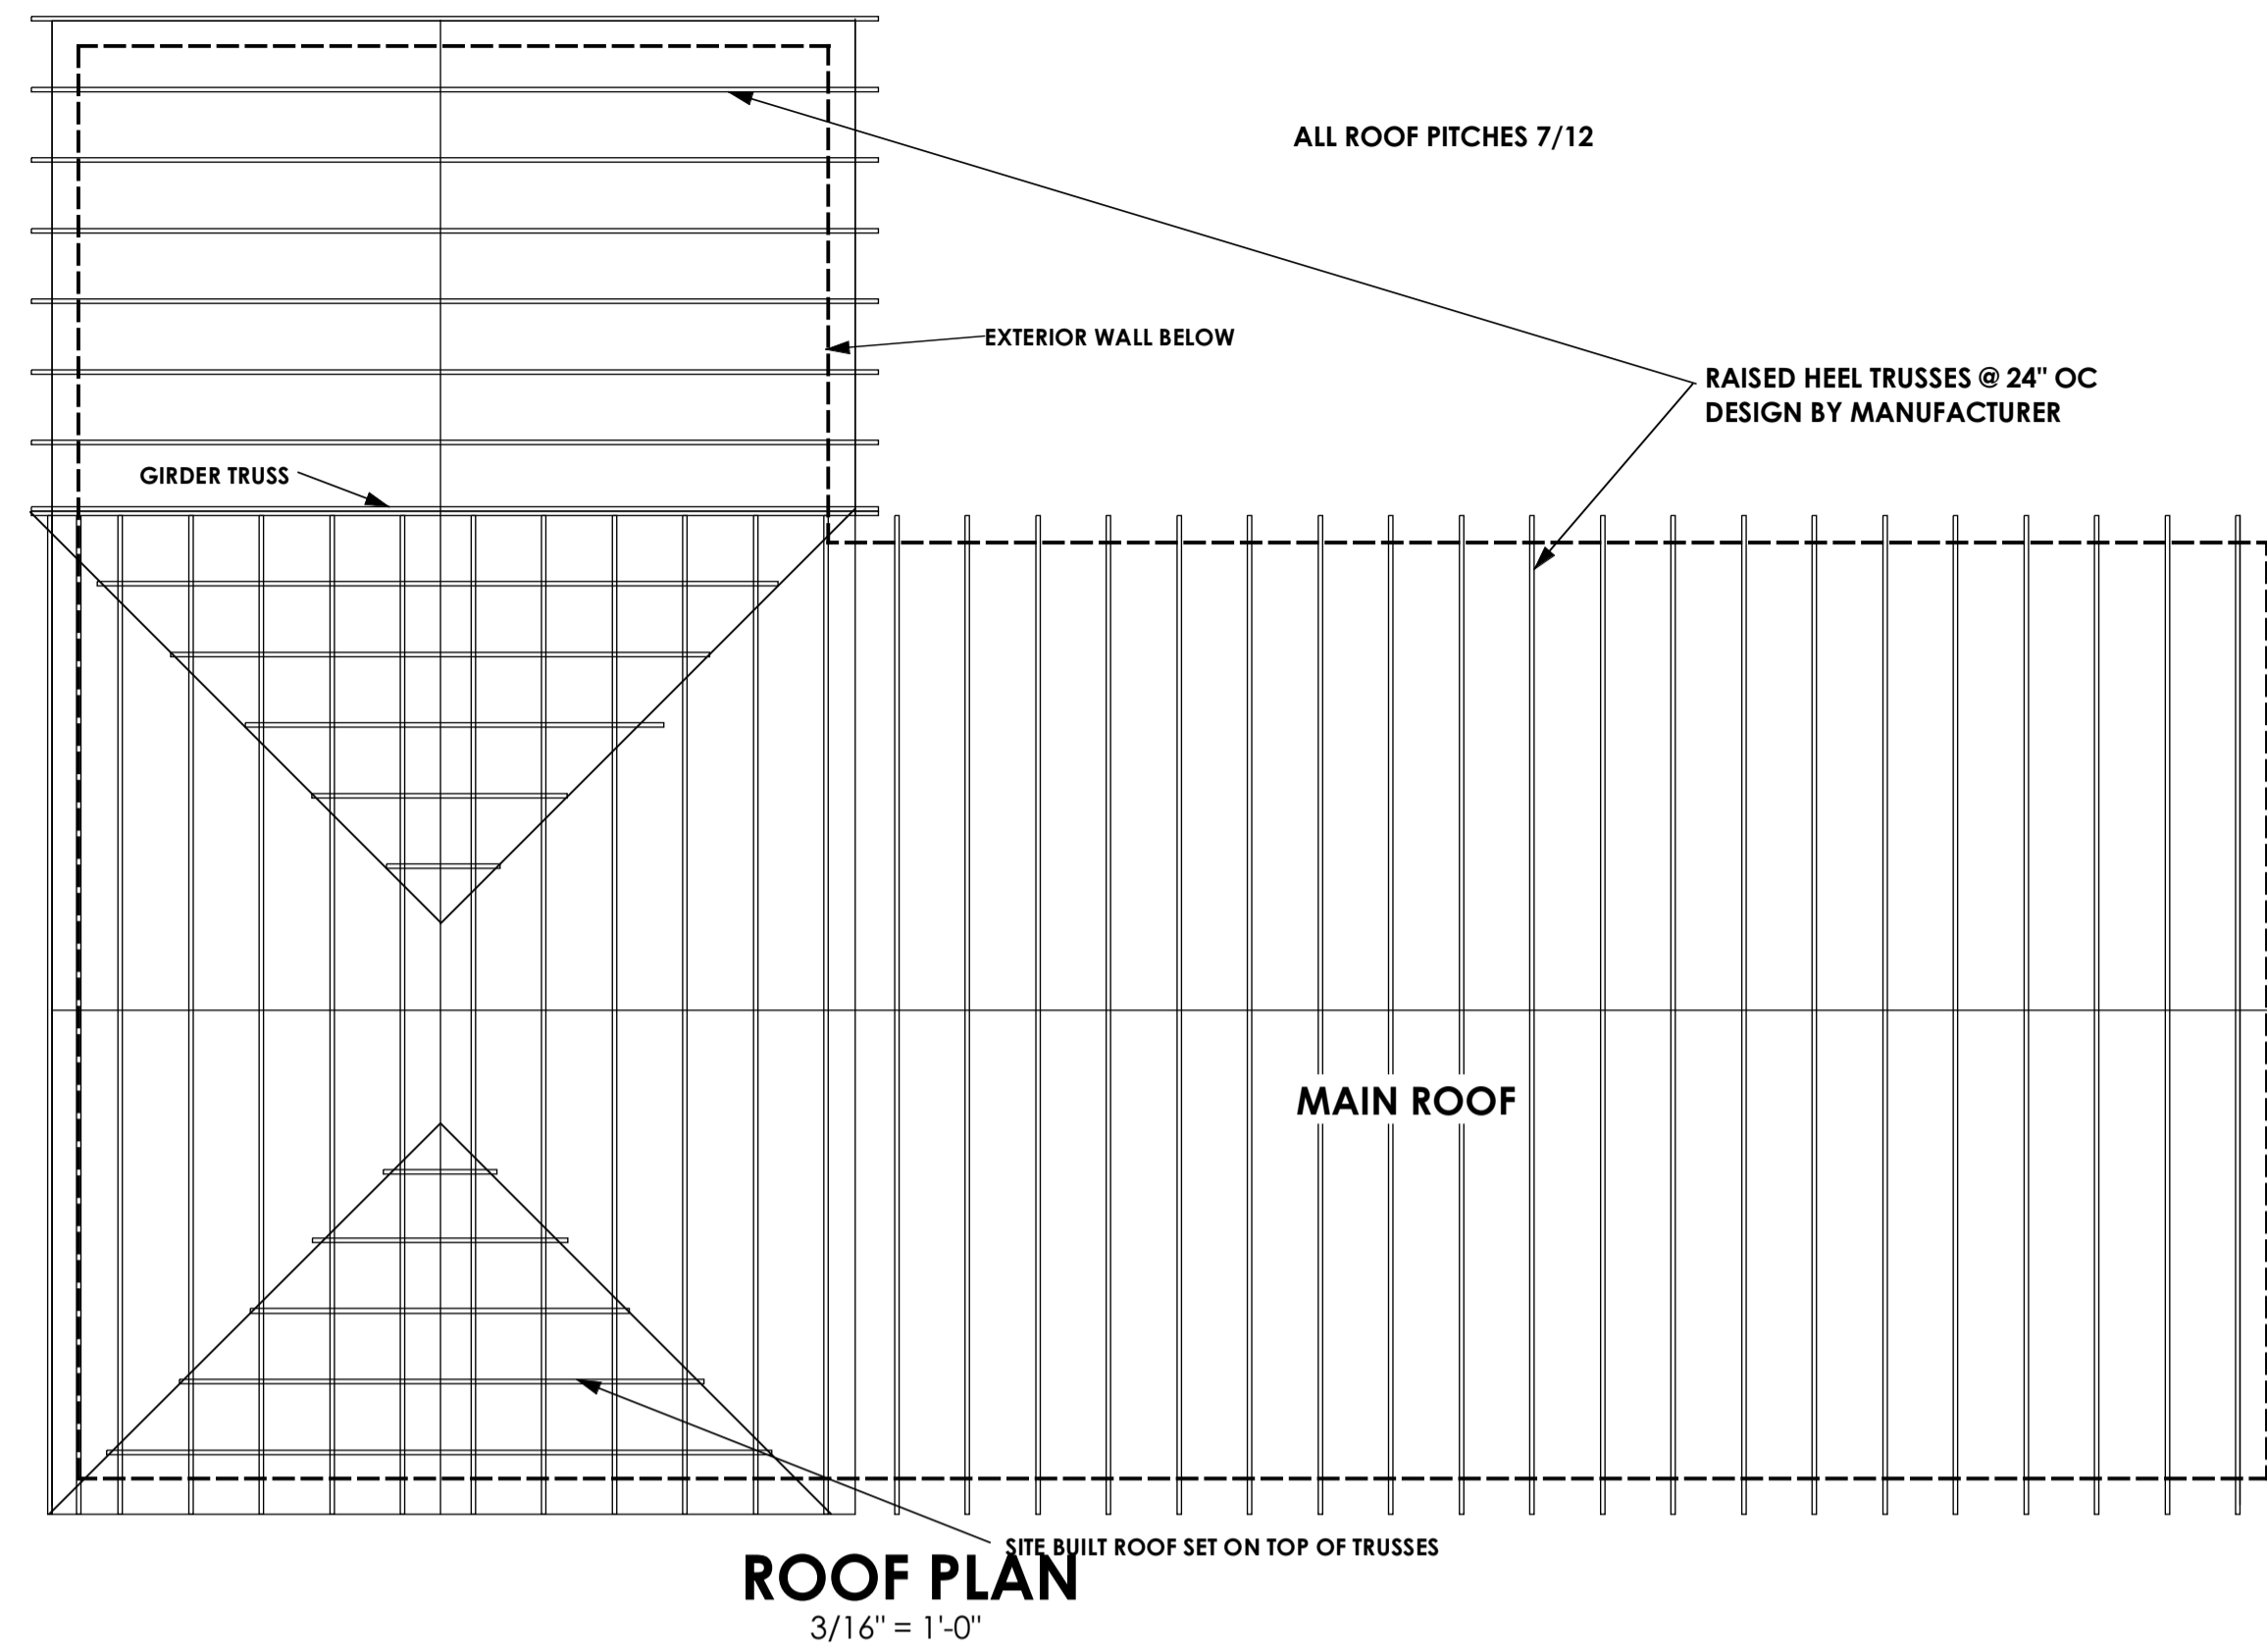 ALL ROOF PITCHES 7/12
EXTERIOR WALL BELOW
RAISED HEEL TRUSSES @ 24" OC
DESIGN BY MANUFACTURER
GIRDER TRUSS
MAIN ROOF
SITE BUILT ROOF SET ON TOP OF TRUSSES
ROOF PLAN
3/16" = 1'-0"